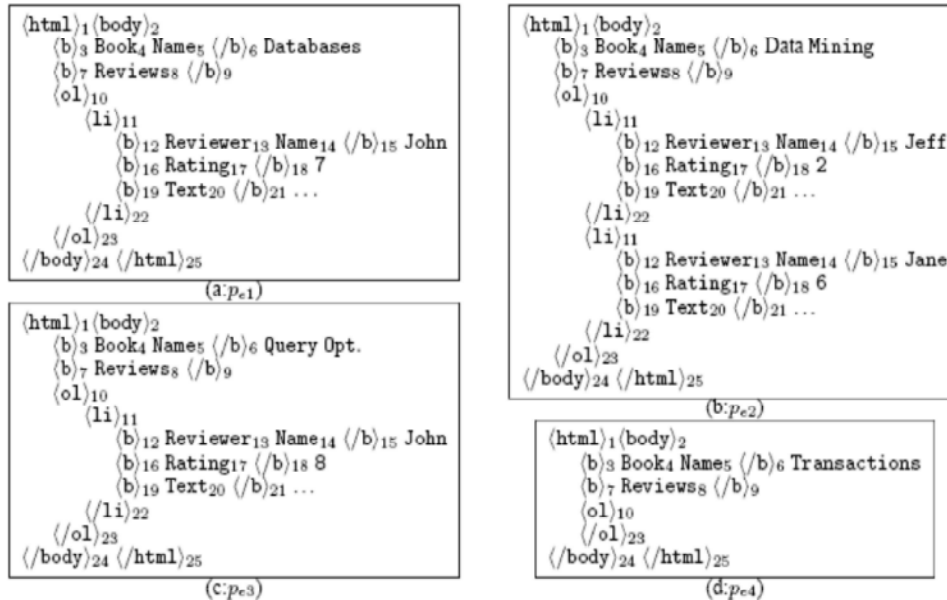 ⟨html⟩₁⟨body⟩₂
⟨b⟩₃ Book₄ Name₅ ⟨/b⟩₆ Databases
⟨b⟩₇ Reviews₈ ⟨/b⟩₉
⟨ol⟩₁₀
⟨li⟩₁₁
⟨b⟩₁₂ Reviewer₁₃ Name₁₄ ⟨/b⟩₁₅ John
⟨b⟩₁₆ Rating₁₇ ⟨/b⟩₁₈ 7
⟨b⟩₁₉ Text₂₀ ⟨/b⟩₂₁ ...
⟨/li⟩₂₂
⟨/ol⟩₂₃
⟨/body⟩₂₄ ⟨/html⟩₂₅
(a:pₑ₁)
⟨html⟩₁⟨body⟩₂
⟨b⟩₃ Book₄ Name₅ ⟨/b⟩₆ Data Mining
⟨b⟩₇ Reviews₈ ⟨/b⟩₉
⟨ol⟩₁₀
⟨li⟩₁₁
⟨b⟩₁₂ Reviewer₁₃ Name₁₄ ⟨/b⟩₁₅ Jeff
⟨b⟩₁₆ Rating₁₇ ⟨/b⟩₁₈ 2
⟨b⟩₁₉ Text₂₀ ⟨/b⟩₂₁ ...
⟨/li⟩₂₂
⟨li⟩₁₁
⟨b⟩₁₂ Reviewer₁₃ Name₁₄ ⟨/b⟩₁₅ Jane
⟨b⟩₁₆ Rating₁₇ ⟨/b⟩₁₈ 6
⟨b⟩₁₉ Text₂₀ ⟨/b⟩₂₁ ...
⟨/li⟩₂₂
⟨/ol⟩₂₃
⟨/body⟩₂₄ ⟨/html⟩₂₅
(b:pₑ₂)
⟨html⟩₁⟨body⟩₂
⟨b⟩₃ Book₄ Name₅ ⟨/b⟩₆ Query Opt.
⟨b⟩₇ Reviews₈ ⟨/b⟩₉
⟨ol⟩₁₀
⟨li⟩₁₁
⟨b⟩₁₂ Reviewer₁₃ Name₁₄ ⟨/b⟩₁₅ John
⟨b⟩₁₆ Rating₁₇ ⟨/b⟩₁₈ 8
⟨b⟩₁₉ Text₂₀ ⟨/b⟩₂₁ ...
⟨/li⟩₂₂
⟨/ol⟩₂₃
⟨/body⟩₂₄ ⟨/html⟩₂₅
(c:pₑ₃)
⟨html⟩₁⟨body⟩₂
⟨b⟩₃ Book₄ Name₅ ⟨/b⟩₆ Transactions
⟨b⟩₇ Reviews₈ ⟨/b⟩₉
⟨ol⟩₁₀
⟨/ol⟩₂₃
⟨/body⟩₂₄ ⟨/html⟩₂₅
(d:pₑ₄)